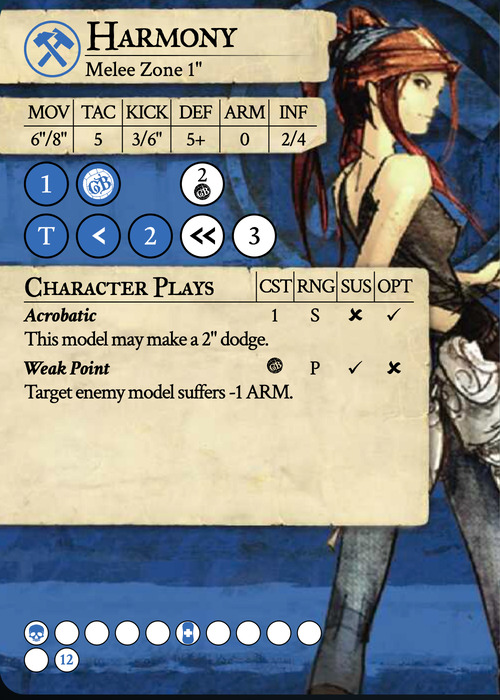 HARMONY
Melee Zone 1"
MOV TAC KICK DEF ARM INF
6"/8" 5 3/6" 5+ 0 2/4
1 GB 2 GB
T < 2 << 3
CHARACTER PLAYS CST RNG SUS OPT
Acrobatic 1 S ✘ ✓
This model may make a 2" dodge.
Weak Point GB P ✓ ✘
Target enemy model suffers -1 ARM.
12